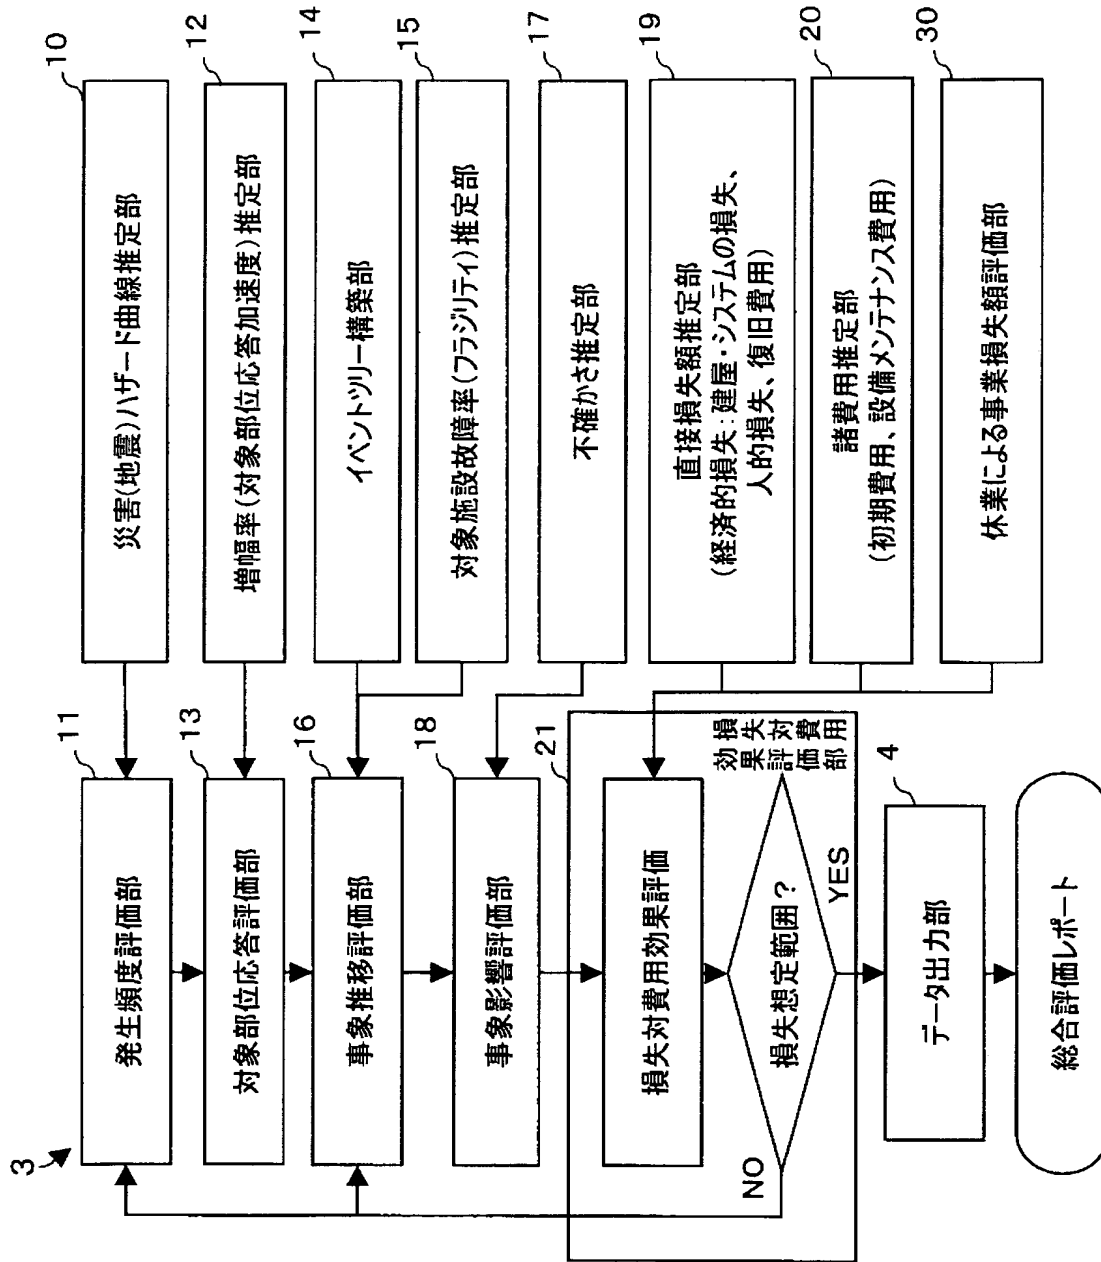 3
発生頻度評価部
11
災害(地震)ハザード曲線推定部
10
対象部位応答評価部
13
増幅率(対象部位応答加速度)推定部
12
事象推移評価部
16
イベントツリー構築部
14
対象施設故障率(フラジリティ)推定部
15
事象影響評価部
18
不確かさ推定部
17
21
損失対費用
効果評価部
損失対費用効果評価
直接損失額推定部
(経済的損失:建屋・システムの損失、
人的損失、復旧費用)
19
損失想定範囲?
NO
YES
諸費用推定部
(初期費用、設備メンテナンス費用)
20
データ出力部
4
休業による事業損失額評価部
30
総合評価レポート